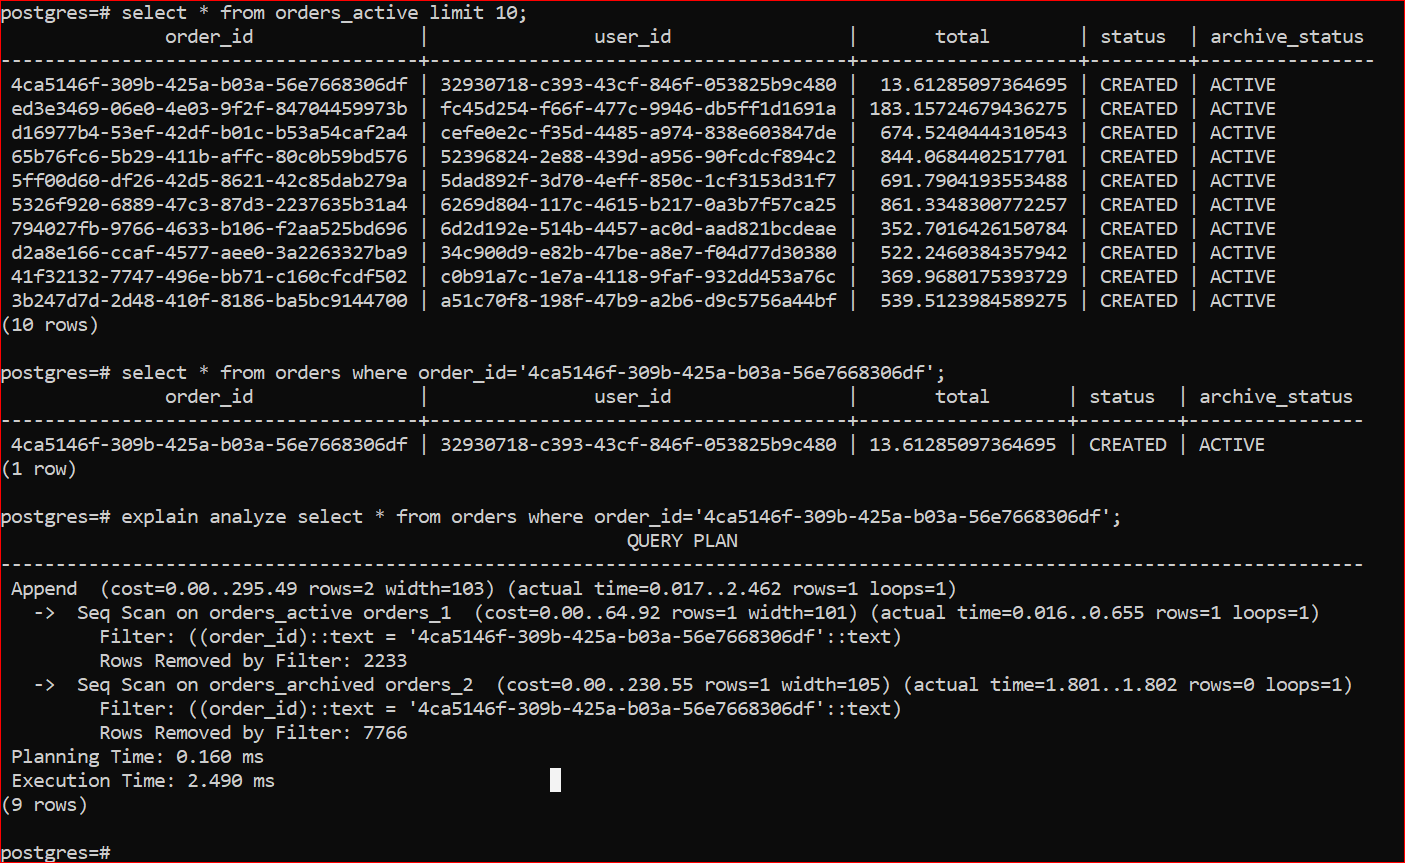 postgres=# select * from orders_active limit 10;
order_id | user_id | total | status | archive_status
--------------------------------------+--------------------------------------+--------------------+---------+----------------
4ca5146f-309b-425a-b03a-56e7668306df | 32930718-c393-43cf-846f-053825b9c480 | 13.61285097364695 | CREATED | ACTIVE
ed3e3469-06e0-4e03-9f2f-84704459973b | fc45d254-f66f-477c-9946-db5ff1d1691a | 183.15724679436275 | CREATED | ACTIVE
d16977b4-53ef-42df-b01c-b53a54caf2a4 | cefe0e2c-f35d-4485-a974-838e603847de | 674.5240444310543 | CREATED | ACTIVE
65b76fc6-5b29-411b-affc-80c0b59bd576 | 52396824-2e88-439d-a956-90fcdcf894c2 | 844.0684402517701 | CREATED | ACTIVE
5ff00d60-df26-42d5-8621-42c85dab279a | 5dad892f-3d70-4eff-850c-1cf3153d31f7 | 691.7904193553488 | CREATED | ACTIVE
5326f920-6889-47c3-87d3-2237635b31a4 | 6269d804-117c-4615-b217-0a3b7f57ca25 | 861.3348300772257 | CREATED | ACTIVE
794027fb-9766-4633-b106-f2aa525bd696 | 6d2d192e-514b-4457-ac0d-aad821bcdeae | 352.7016426150784 | CREATED | ACTIVE
d2a8e166-ccaf-4577-aee0-3a2263327ba9 | 34c900d9-e82b-47be-a8e7-f04d77d30380 | 522.2460384357942 | CREATED | ACTIVE
41f32132-7747-496e-bb71-c160cfcdf502 | c0b91a7c-1e7a-4118-9faf-932dd453a76c | 369.9680175393729 | CREATED | ACTIVE
3b247d7d-2d48-410f-8186-ba5bc9144700 | a51c70f8-198f-47b9-a2b6-d9c5756a44bf | 539.5123984589275 | CREATED | ACTIVE
(10 rows)
postgres=# select * from orders where order_id='4ca5146f-309b-425a-b03a-56e7668306df';
order_id | user_id | total | status | archive_status
--------------------------------------+--------------------------------------+-------------------+---------+----------------
4ca5146f-309b-425a-b03a-56e7668306df | 32930718-c393-43cf-846f-053825b9c480 | 13.61285097364695 | CREATED | ACTIVE
(1 row)
postgres=# explain analyze select * from orders where order_id='4ca5146f-309b-425a-b03a-56e7668306df';
QUERY PLAN
----------------------------------------------------------------------------------------------------------------------------
Append (cost=0.00..295.49 rows=2 width=103) (actual time=0.017..2.462 rows=1 loops=1)
-> Seq Scan on orders_active orders_1 (cost=0.00..64.92 rows=1 width=101) (actual time=0.016..0.655 rows=1 loops=1)
Filter: ((order_id)::text = '4ca5146f-309b-425a-b03a-56e7668306df'::text)
Rows Removed by Filter: 2233
-> Seq Scan on orders_archived orders_2 (cost=0.00..230.55 rows=1 width=105) (actual time=1.801..1.802 rows=0 loops=1)
Filter: ((order_id)::text = '4ca5146f-309b-425a-b03a-56e7668306df'::text)
Rows Removed by Filter: 7766
Planning Time: 0.160 ms
Execution Time: 2.490 ms
(9 rows)
postgres=#